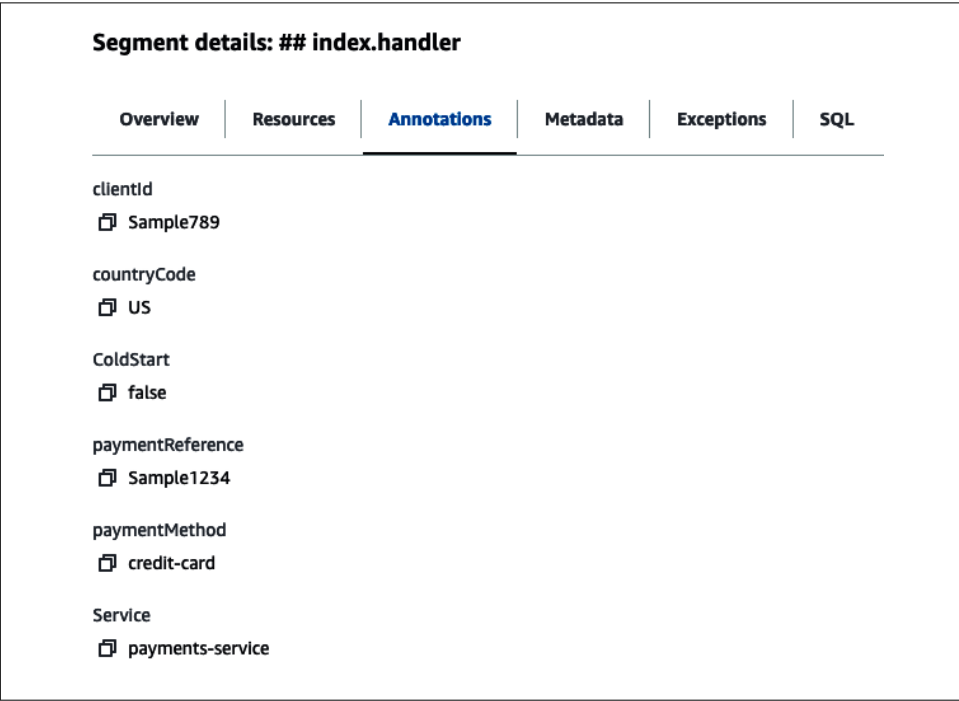 Segment details: ## index.handler
Overview Resources Annotations Metadata Exceptions SQL
clientId
Sample789
countryCode
US
ColdStart
false
paymentReference
Sample1234
paymentMethod
credit-card
Service
payments-service